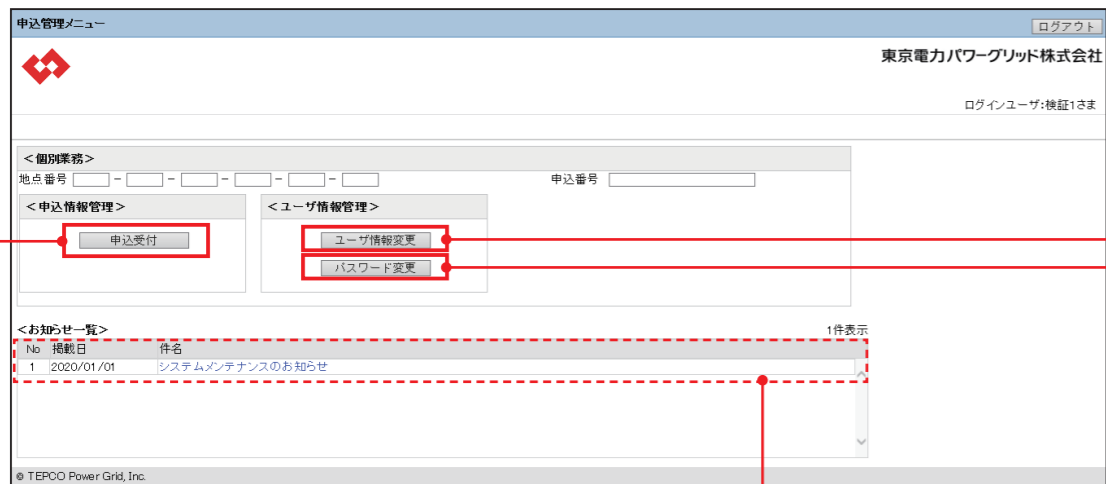 申込管理メニュー ログアウト
東京電力パワーグリッド株式会社
ログインユーザ:検証1さま
＜個別業務＞
地点番号 － － － － － 申込番号
＜申込情報管理＞ ＜ユーザ情報管理＞
申込受付 ユーザ情報変更
パスワード変更
＜お知らせ一覧＞ 1件表示
No 掲載日 件名
1 2020/01/01 システムメンテナンスのお知らせ
© TEPCO Power Grid, Inc.